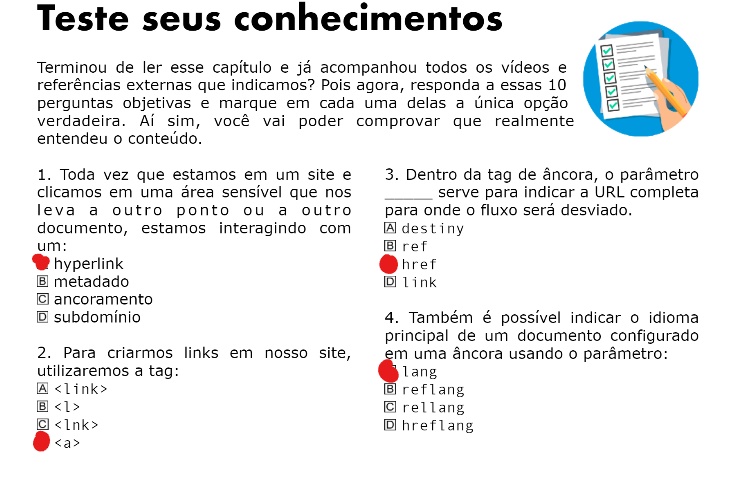 Teste seus conhecimentos
Terminou de ler esse capítulo e já acompanhou todos os vídeos e
referências externas que indicamos? Pois agora, responda a essas 10
perguntas objetivas e marque em cada uma delas a única opção
verdadeira. Aí sim, você vai poder comprovar que realmente
entendeu o conteúdo.
1. Toda vez que estamos em um site e
clicamos em uma área sensível que nos
leva a outro ponto ou a outro
documento, estamos interagindo com
um:
hyperlink
B metadado
C ancoramento
D subdomínio
2. Para criarmos links em nosso site,
utilizaremos a tag:
A <link>
B <l>
C <lnk>
<a>
3. Dentro da tag de âncora, o parâmetro
______ serve para indicar a URL completa
para onde o fluxo será desviado.
A destiny
B ref
href
D link
4. Também é possível indicar o idioma
principal de um documento configurado
em uma âncora usando o parâmetro:
lang
B reflang
C rellang
D hreflang